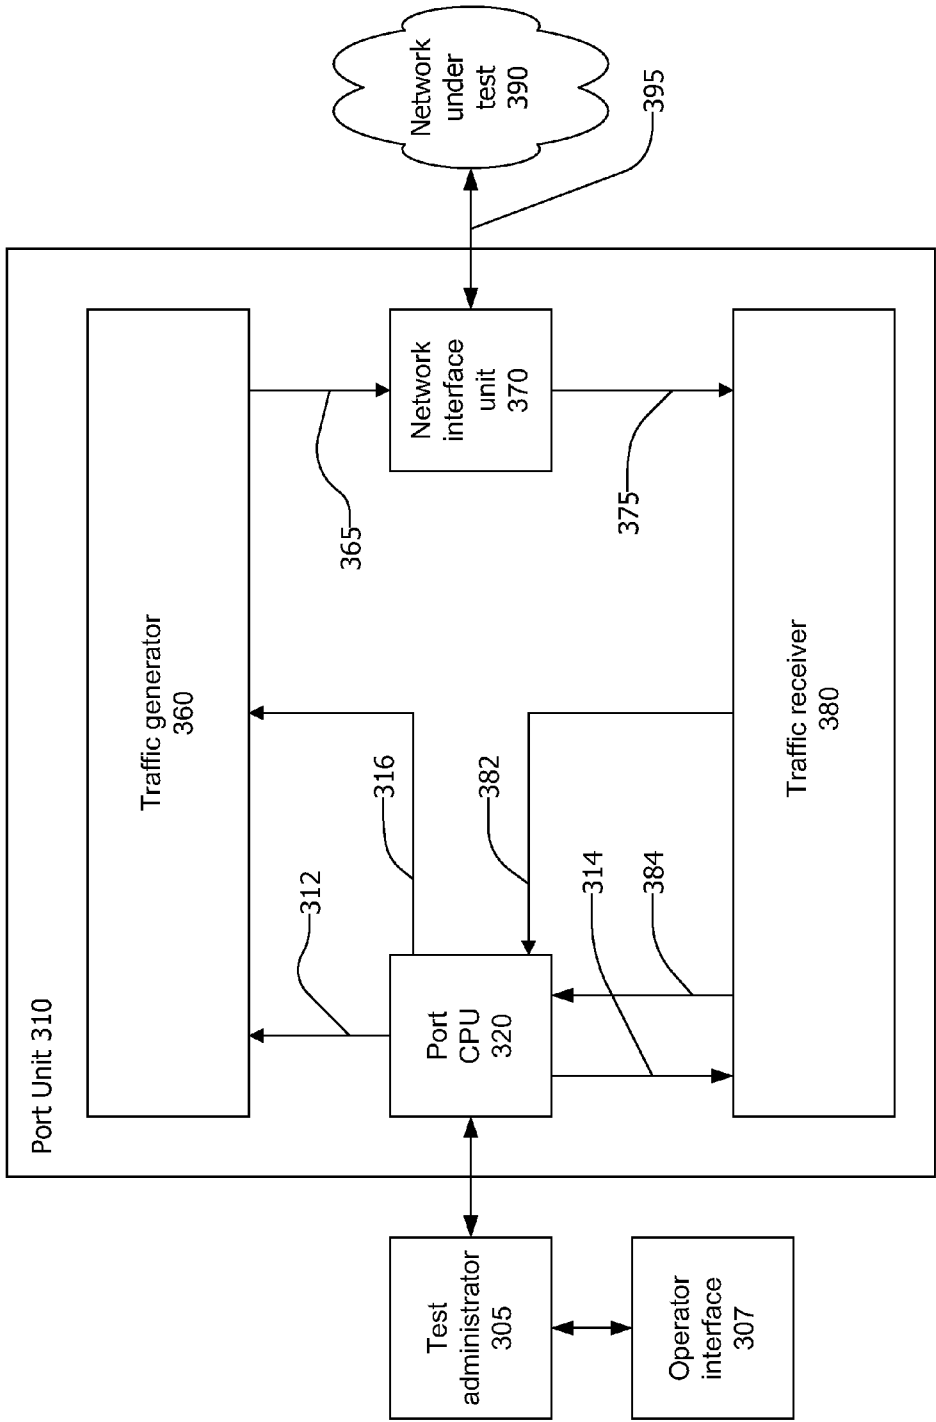 Port Unit 310
Traffic generator
360
312
316
365
Test
administrator
305
Port
CPU
320
Network
interface
unit
370
Network
under
test
390
382
314
384
375
395
Operator
interface
307
Traffic receiver
380